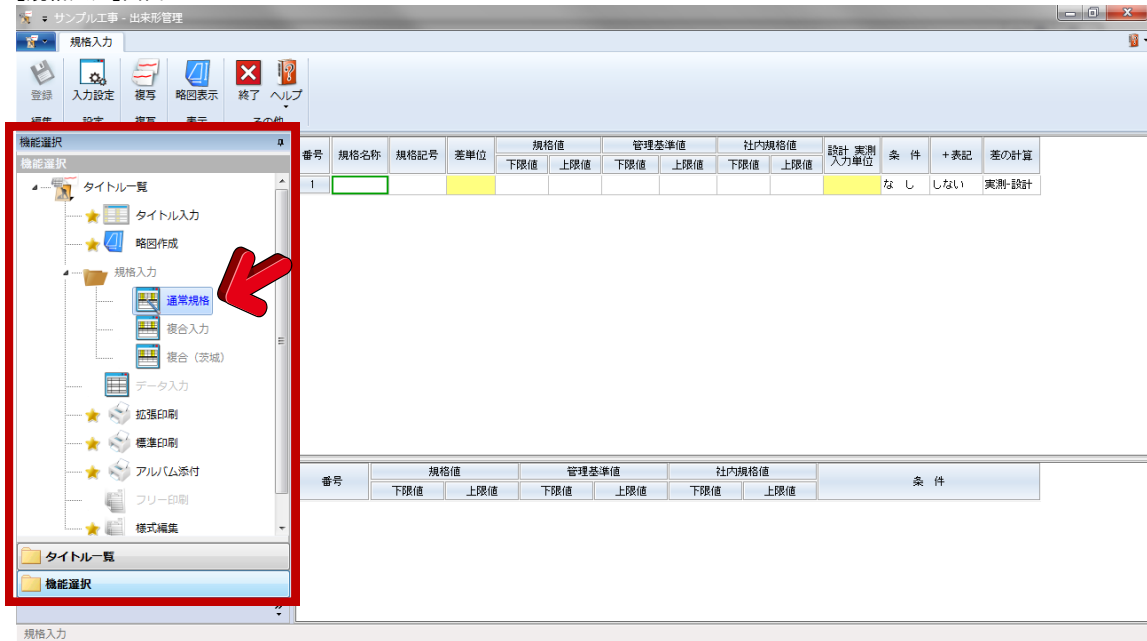 サンプル工事 - 出来形管理
規格入力
登録 入力設定 複写 略図表示 終了 ヘルプ
編集 設定 複写 表示 その他
機能選択
機能選択
タイトル一覧
タイトル入力
略図作成
規格入力
通常規格
複合入力
複合（茨城）
データ入力
拡張印刷
標準印刷
アルバム添付
フリー印刷
様式編集
タイトル一覧
機能選択
番号 規格名称 規格記号 差単位 規格値 管理基準値 社内規格値 設計 実測 入力単位 条 件 +表記 差の計算
下限値 上限値 下限値 上限値 下限値 上限値
1 な し しない 実測-設計
番号 規格値 管理基準値 社内規格値 条 件
下限値 上限値 下限値 上限値 下限値 上限値
規格入力